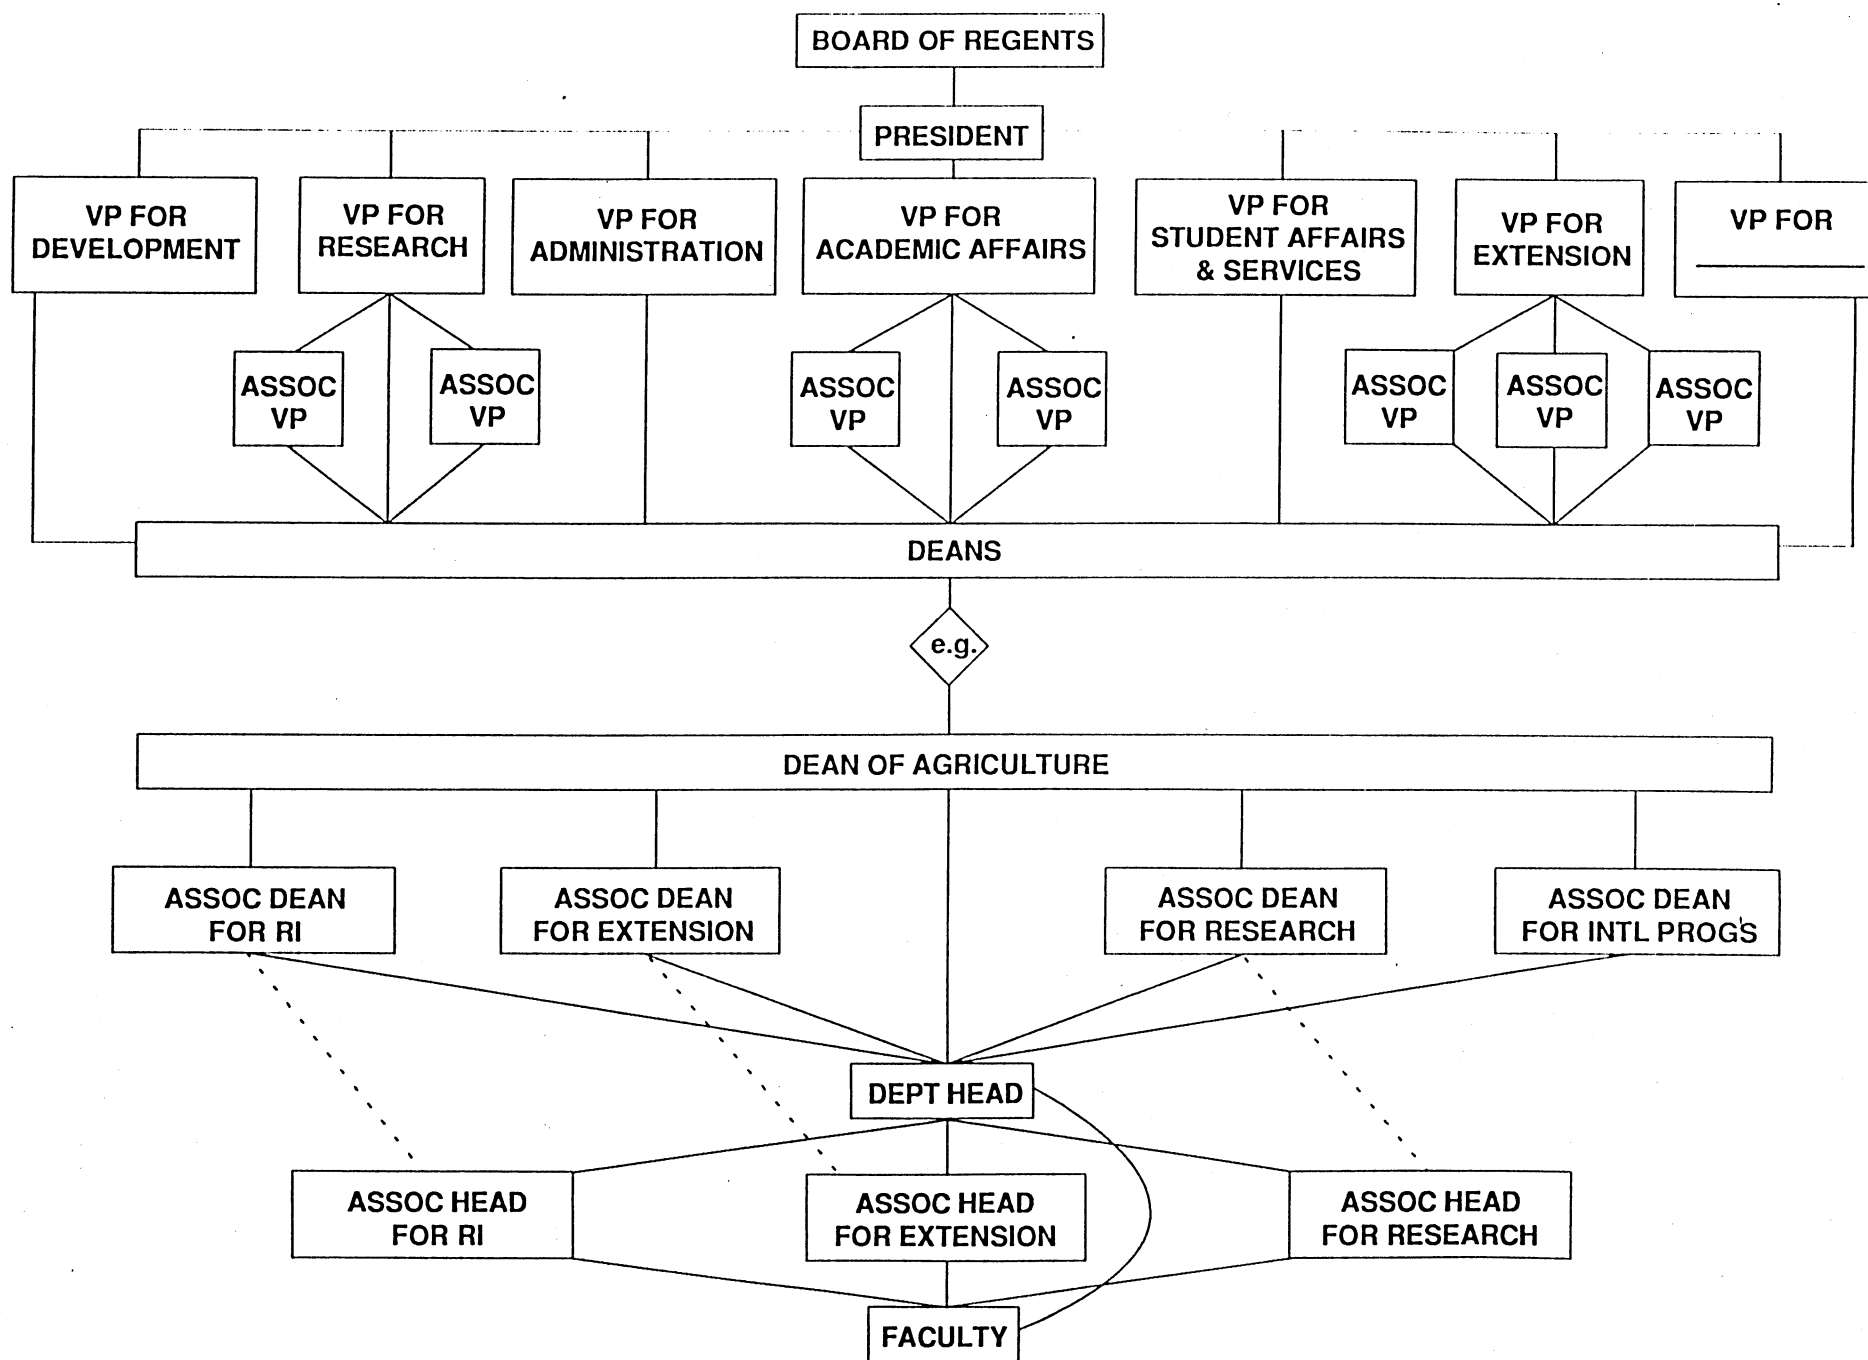 BOARD OF REGENTS
PRESIDENT
VP FOR
DEVELOPMENT
VP FOR
RESEARCH
VP FOR
ADMINISTRATION
VP FOR
ACADEMIC AFFAIRS
VP FOR
STUDENT AFFAIRS
& SERVICES
VP FOR
EXTENSION
VP FOR
ASSOC
VP
ASSOC
VP
ASSOC
VP
ASSOC
VP
ASSOC
VP
ASSOC
VP
ASSOC
VP
DEANS
e.g.
DEAN OF AGRICULTURE
ASSOC DEAN
FOR RI
ASSOC DEAN
FOR EXTENSION
ASSOC DEAN
FOR RESEARCH
ASSOC DEAN
FOR INTL PROG'S
DEPT HEAD
ASSOC HEAD
FOR RI
ASSOC HEAD
FOR EXTENSION
ASSOC HEAD
FOR RESEARCH
FACULTY